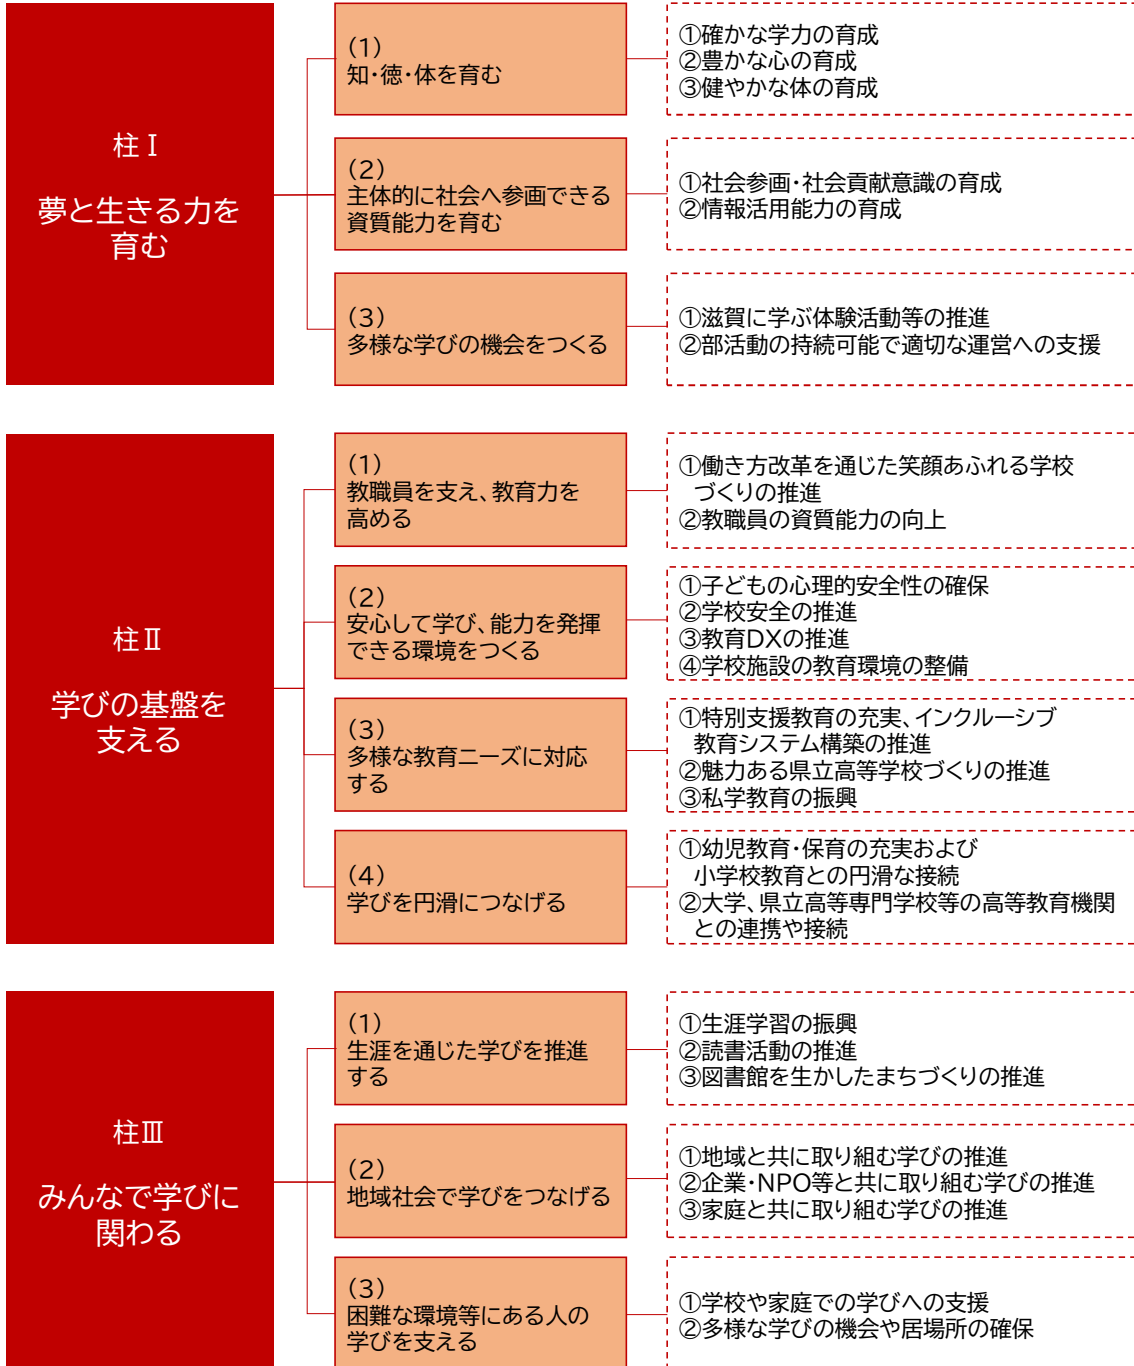 柱Ⅰ
夢と生きる力を
育む
(1)
知・徳・体を育む
①確かな学力の育成
②豊かな心の育成
③健やかな体の育成
(2)
主体的に社会へ参画できる
資質能力を育む
①社会参画・社会貢献意識の育成
②情報活用能力の育成
(3)
多様な学びの機会をつくる
①滋賀に学ぶ体験活動等の推進
②部活動の持続可能で適切な運営への支援
柱Ⅱ
学びの基盤を
支える
(1)
教職員を支え、教育力を
高める
①働き方改革を通じた笑顔あふれる学校
づくりの推進
②教職員の資質能力の向上
(2)
安心して学び、能力を発揮
できる環境をつくる
①子どもの心理的安全性の確保
②学校安全の推進
③教育DXの推進
④学校施設の教育環境の整備
(3)
多様な教育ニーズに対応
する
①特別支援教育の充実、インクルーシブ
教育システム構築の推進
②魅力ある県立高等学校づくりの推進
③私学教育の振興
(4)
学びを円滑につなげる
①幼児教育・保育の充実および
小学校教育との円滑な接続
②大学、県立高等専門学校等の高等教育機関
との連携や接続
柱Ⅲ
みんなで学びに
関わる
(1)
生涯を通じた学びを推進
する
①生涯学習の振興
②読書活動の推進
③図書館を生かしたまちづくりの推進
(2)
地域社会で学びをつなげる
①地域と共に取り組む学びの推進
②企業・NPO等と共に取り組む学びの推進
③家庭と共に取り組む学びの推進
(3)
困難な環境等にある人の
学びを支える
①学校や家庭での学びへの支援
②多様な学びの機会や居場所の確保